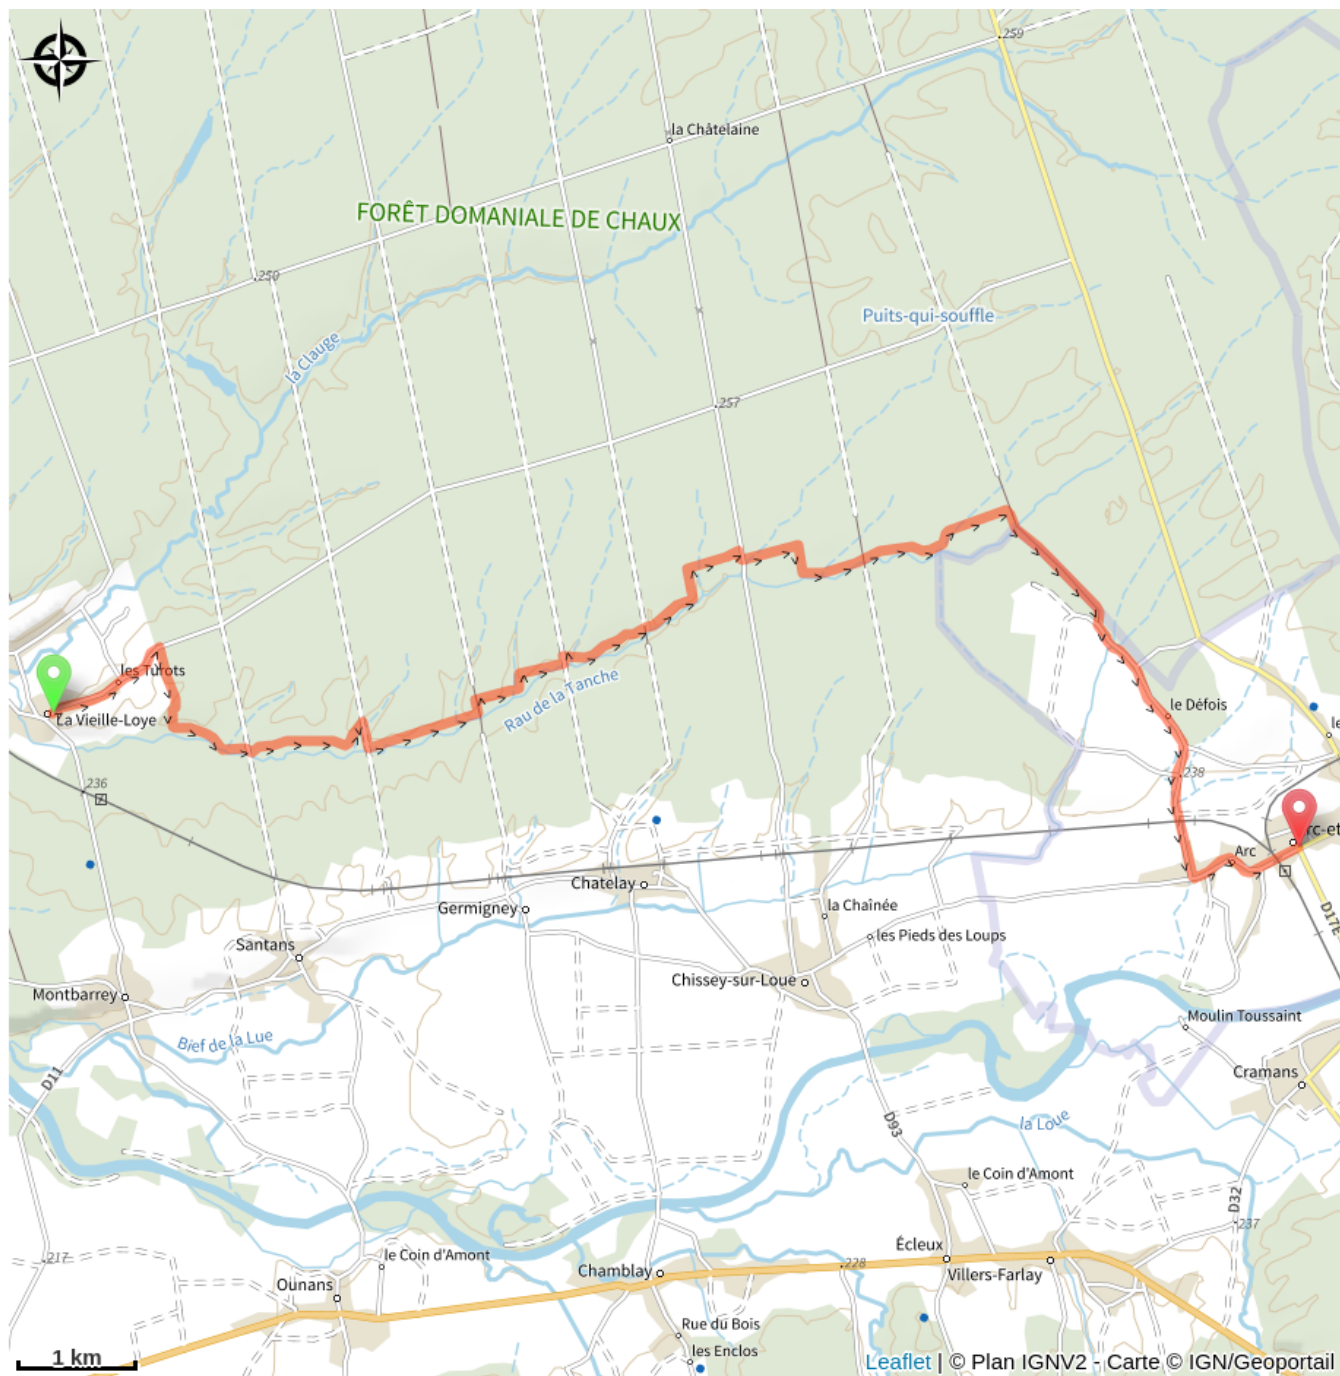 259
la Châtelaine
FORÊT DOMANIALE DE CHAUX
250
Puits-qui-souffle
la Clauge
257
les Turots
Rau de la Tanche
le Défois
La Vieille-Loye
le
238
236
Arc
rc-et
Chatelay
Germigney
la Chaînée
D17E
les Pieds des Loups
Santans
Chissey-sur-Loue
Montbarrey
Moulin Toussaint
Bief de la Lue
Cramans
D11
D93
la Loue
le Coin d'Amont
D32
237
Écleux
le Coin d'Amont
217
228
Chamblay
Villers-Farlay
Ounans
Rue du Bois
les Enclos
1 km
Leaflet | © Plan IGNV2 - Carte © IGN/Geoportail